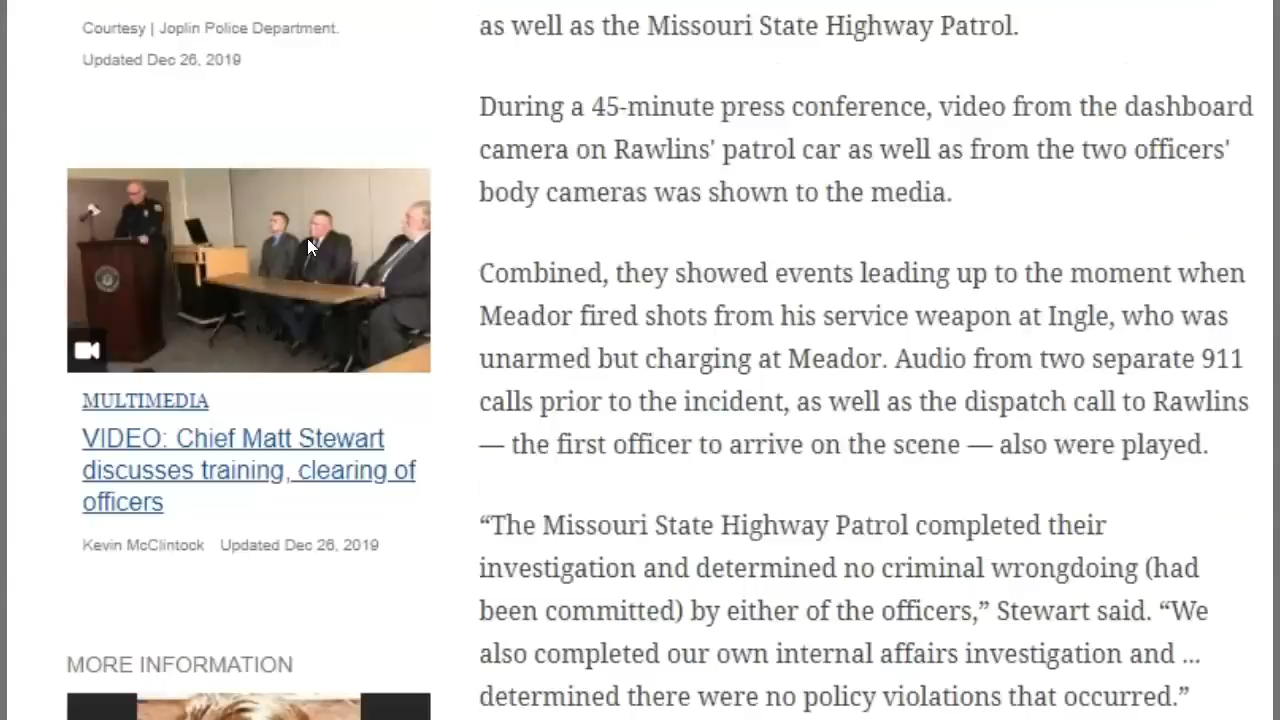 Courtesy | Joplin Police Department.
Updated Dec 26, 2019
MULTIMEDIA
VIDEO: Chief Matt Stewart
discusses training, clearing of
officers
Kevin McClintock Updated Dec 26, 2019
MORE INFORMATION
as well as the Missouri State Highway Patrol.
During a 45-minute press conference, video from the dashboard
camera on Rawlins' patrol car as well as from the two officers'
body cameras was shown to the media.
Combined, they showed events leading up to the moment when
Meador fired shots from his service weapon at Ingle, who was
unarmed but charging at Meador. Audio from two separate 911
calls prior to the incident, as well as the dispatch call to Rawlins
— the first officer to arrive on the scene — also were played.
“The Missouri State Highway Patrol completed their
investigation and determined no criminal wrongdoing (had
been committed) by either of the officers,” Stewart said. “We
also completed our own internal affairs investigation and ...
determined there were no policy violations that occurred.”